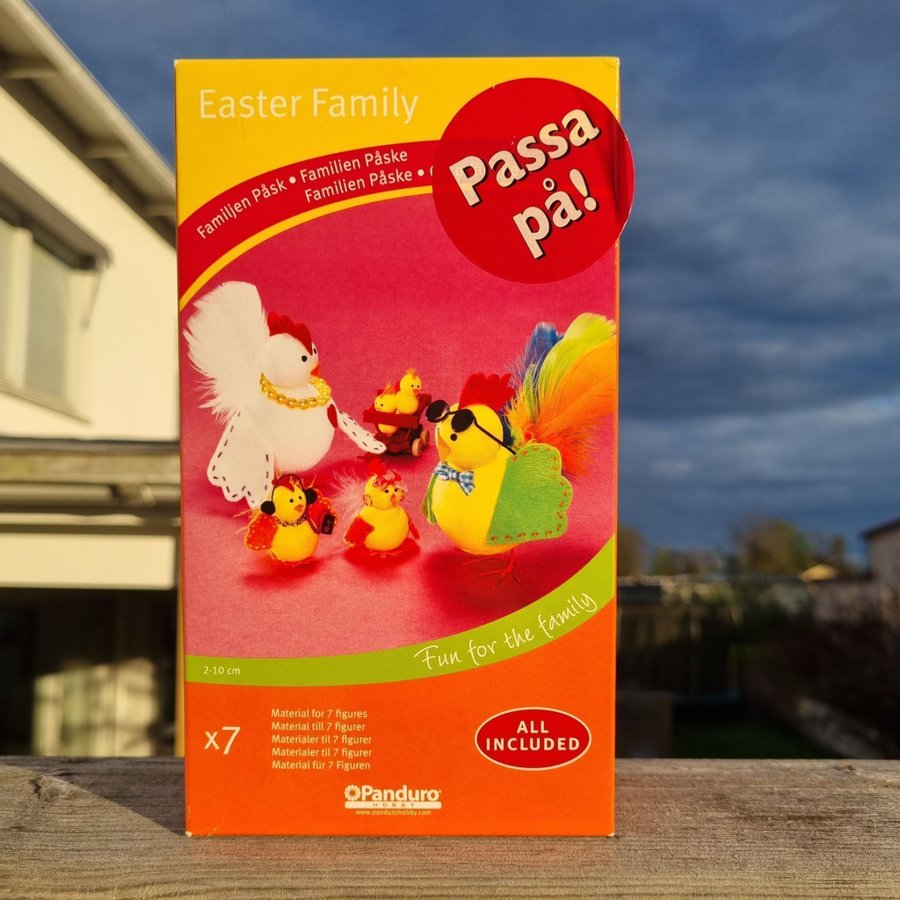 Easter Family
Passa
på!
Familjen Påsk • Familien Påske
Familien Påske •
Fun for the family
2-10 cm
x7
Material for 7 figures
Material till 7 figurer
Materialer til 7 figurer
Materialer til 7 figurer
Material für 7 Figuren
ALL
INCLUDED
Panduro
HOBBY
www.pandurohobby.com